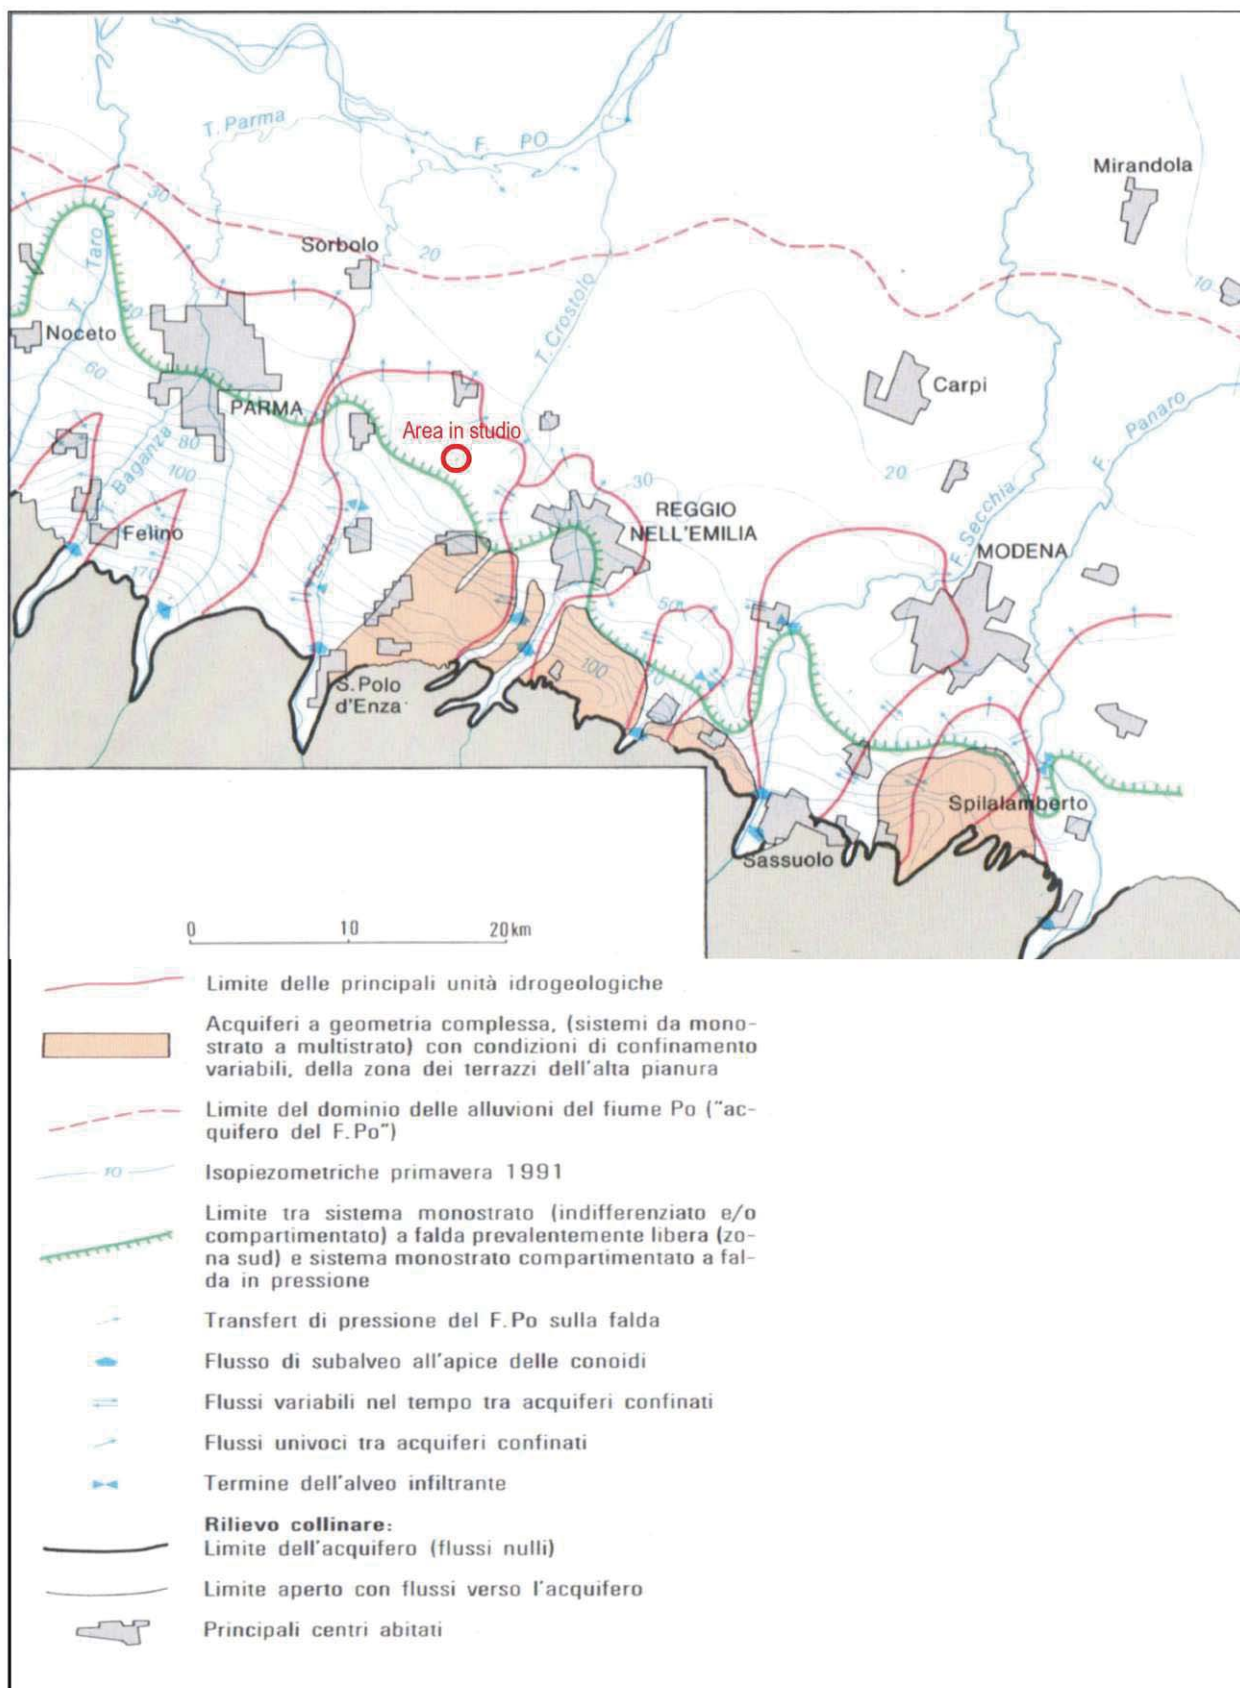 T. Parma
F. PO
Mirandola
30
Sorbolo
20
10
T. Taro
T. Crostolo
Noceto
60
Carpi
PARMA
F. Panaro
Area in studio
T. Baganza
80
100
20
30
REGGIO
NELL'EMILIA
F. Secchia
MODENA
Felino
170
T. Enza
50
100
S. Polo
d'Enza
Spilalamberto
Sassuolo
0 10 20 km
Limite delle principali unità idrogeologiche
Acquiferi a geometria complessa, (sistemi da mono-
strato a multistrato) con condizioni di confinamento
variabili, della zona dei terrazzi dell'alta pianura
Limite del dominio delle alluvioni del fiume Po ("ac-
quifero del F.Po")
10
Isopiezometriche primavera 1991
Limite tra sistema monostrato (indifferenziato e/o
compartimentato) a falda prevalentemente libera (zo-
na sud) e sistema monostrato compartimentato a fal-
da in pressione
Transfert di pressione del F.Po sulla falda
Flusso di subalveo all'apice delle conoidi
Flussi variabili nel tempo tra acquiferi confinati
Flussi univoci tra acquiferi confinati
Termine dell'alveo infiltrante
Rilievo collinare:
Limite dell'acquifero (flussi nulli)
Limite aperto con flussi verso l'acquifero
Principali centri abitati